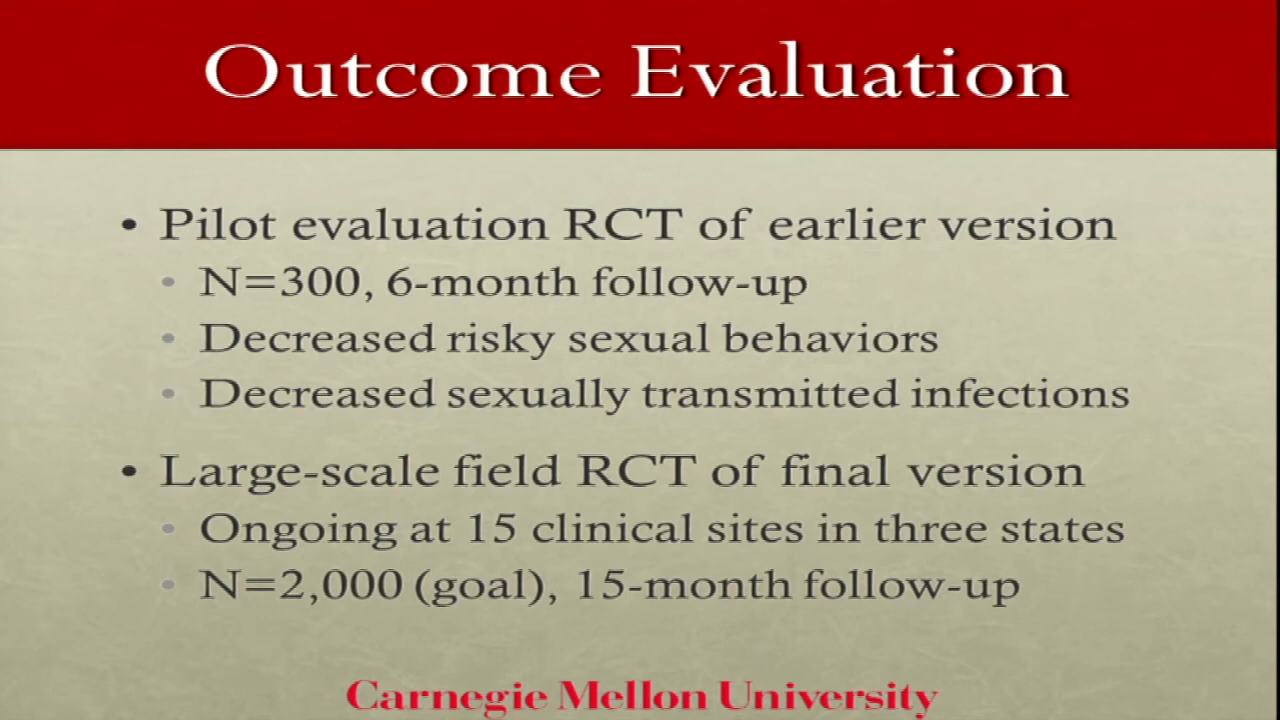 Outcome Evaluation
• Pilot evaluation RCT of earlier version
• N=300, 6-month follow-up
• Decreased risky sexual behaviors
• Decreased sexually transmitted infections
• Large-scale field RCT of final version
• Ongoing at 15 clinical sites in three states
• N=2,000 (goal), 15-month follow-up
Carnegie Mellon University